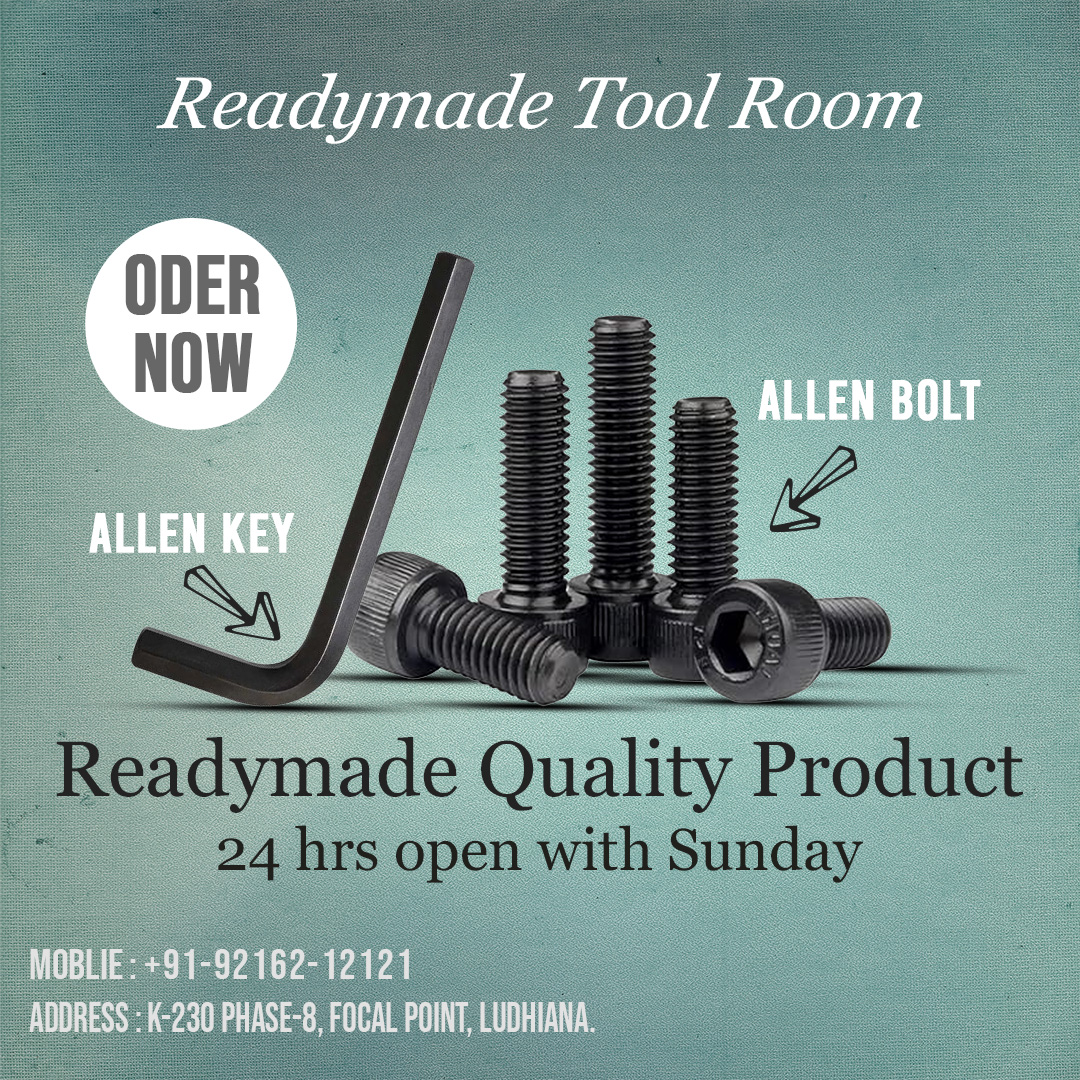 Readymade Tool Room
ODER
NOW
ALLEN BOLT
ALLEN KEY
Readymade Quality Product
24 hrs open with Sunday
MOBLIE : +91-92162-12121
ADDRESS : K-230 PHASE-8, FOCAL POINT, LUDHIANA.